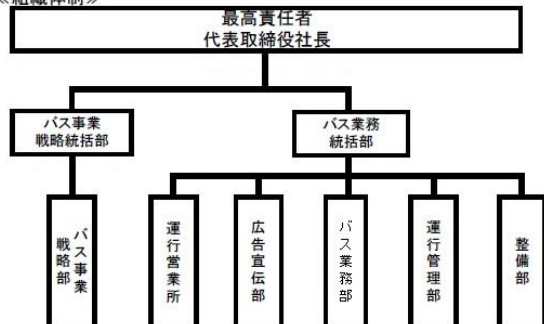 ≪組織体制≫
最高責任者
代表取締役社長
バス事業
戦略統括部
バス業務
統括部
バス事業
戦略部
運行営業所
広告宣伝部
バス業務部
運行管理部
整備部